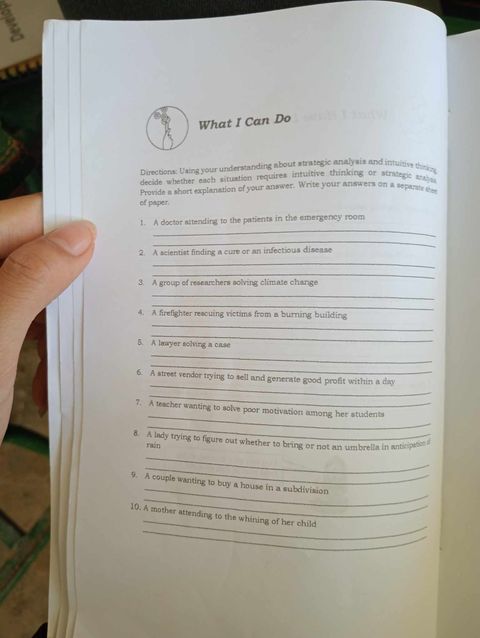 Develop
What I Can Do
Directions: Using your understanding about strategic analysis and intuitive thinking,
decide whether each situation requires intuitive thinking or strategic analysis.
Provide a short explanation of your answer. Write your answers on a separate sheet
of paper.
1. A doctor attending to the patients in the emergency room
2. A scientist finding a cure or an infectious disease
3. A group of researchers solving climate change
4. A firefighter rescuing victims from a burning building
5. A lawyer solving a case
6. A street vendor trying to sell and generate good profit within a day
7. A teacher wanting to solve poor motivation among her students
8. A lady trying to figure out whether to bring or not an umbrella in anticipation of
rain
9. A couple wanting to buy a house in a subdivision
10. A mother attending to the whining of her child